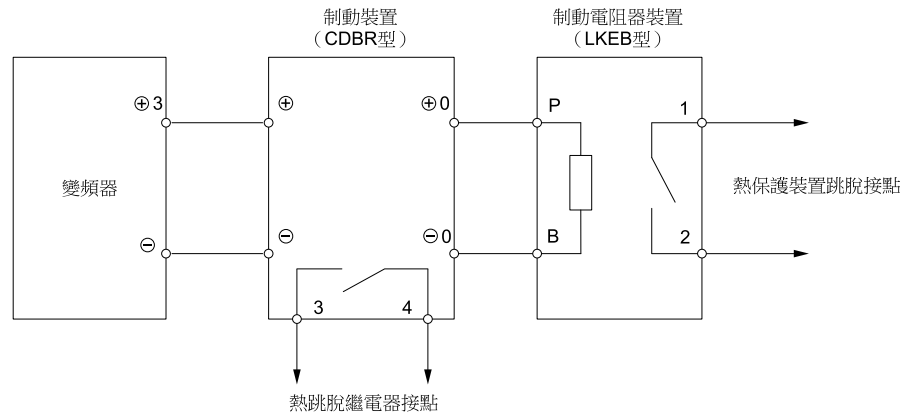 制動裝置
（CDBR型）
制動電阻器裝置
（LKEB型）
⊕3
⊕
⊕0
P
1
變頻器
熱保護裝置跳脫接點
⊖
⊖
⊖0
B
2
3
4
熱跳脫繼電器接點